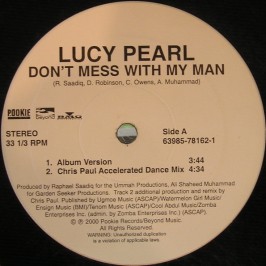 LUCY PEARL
DON'T MESS WITH MY MAN
(R. Saadiq, D. Robinson, C. Owens, A. Muhammad)
POOKIE Beyond BMG
STEREO Side A
33 1/3 RPM 63985-78162-1
1. Album Version 3:44
2. Chris Paul Accelerated Dance Mix 4:34
Produced by Raphael Saadiq for the Ummah Productions, Ali Shaheed Muhammad
for Garden Seeker Productions. Track 2 additional production and remix by
Chris Paul. Published by Ugmoe Music (ASCAP)/Watermelon Girl Music/
Ensign Music (BMI)/Tenom Music (ASCAP)/Cool Abdul Music/Zomba
Enterprises Inc. (admin. by Zomba Enterprises Inc.) (ASCAP)
℗ © 2000 Pookie Records/Beyond Music
All Rights Reserved.
WARNING: Unauthorized duplication
is a violation of applicable laws.